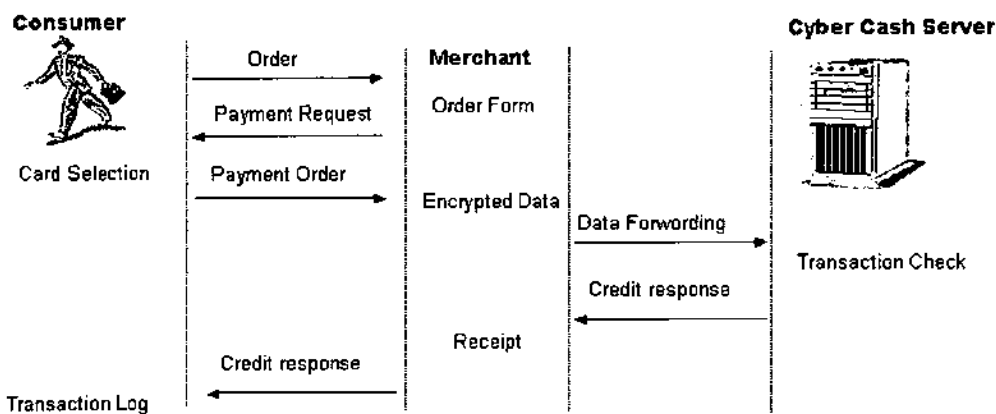 Consumer
Cyber Cash Server
Order
Merchant
Payment Request
Order Form
Card Selection
Payment Order
Encrypted Data
Data Forwording
Transaction Check
Credit response
Receipt
Credit response
Transaction Log